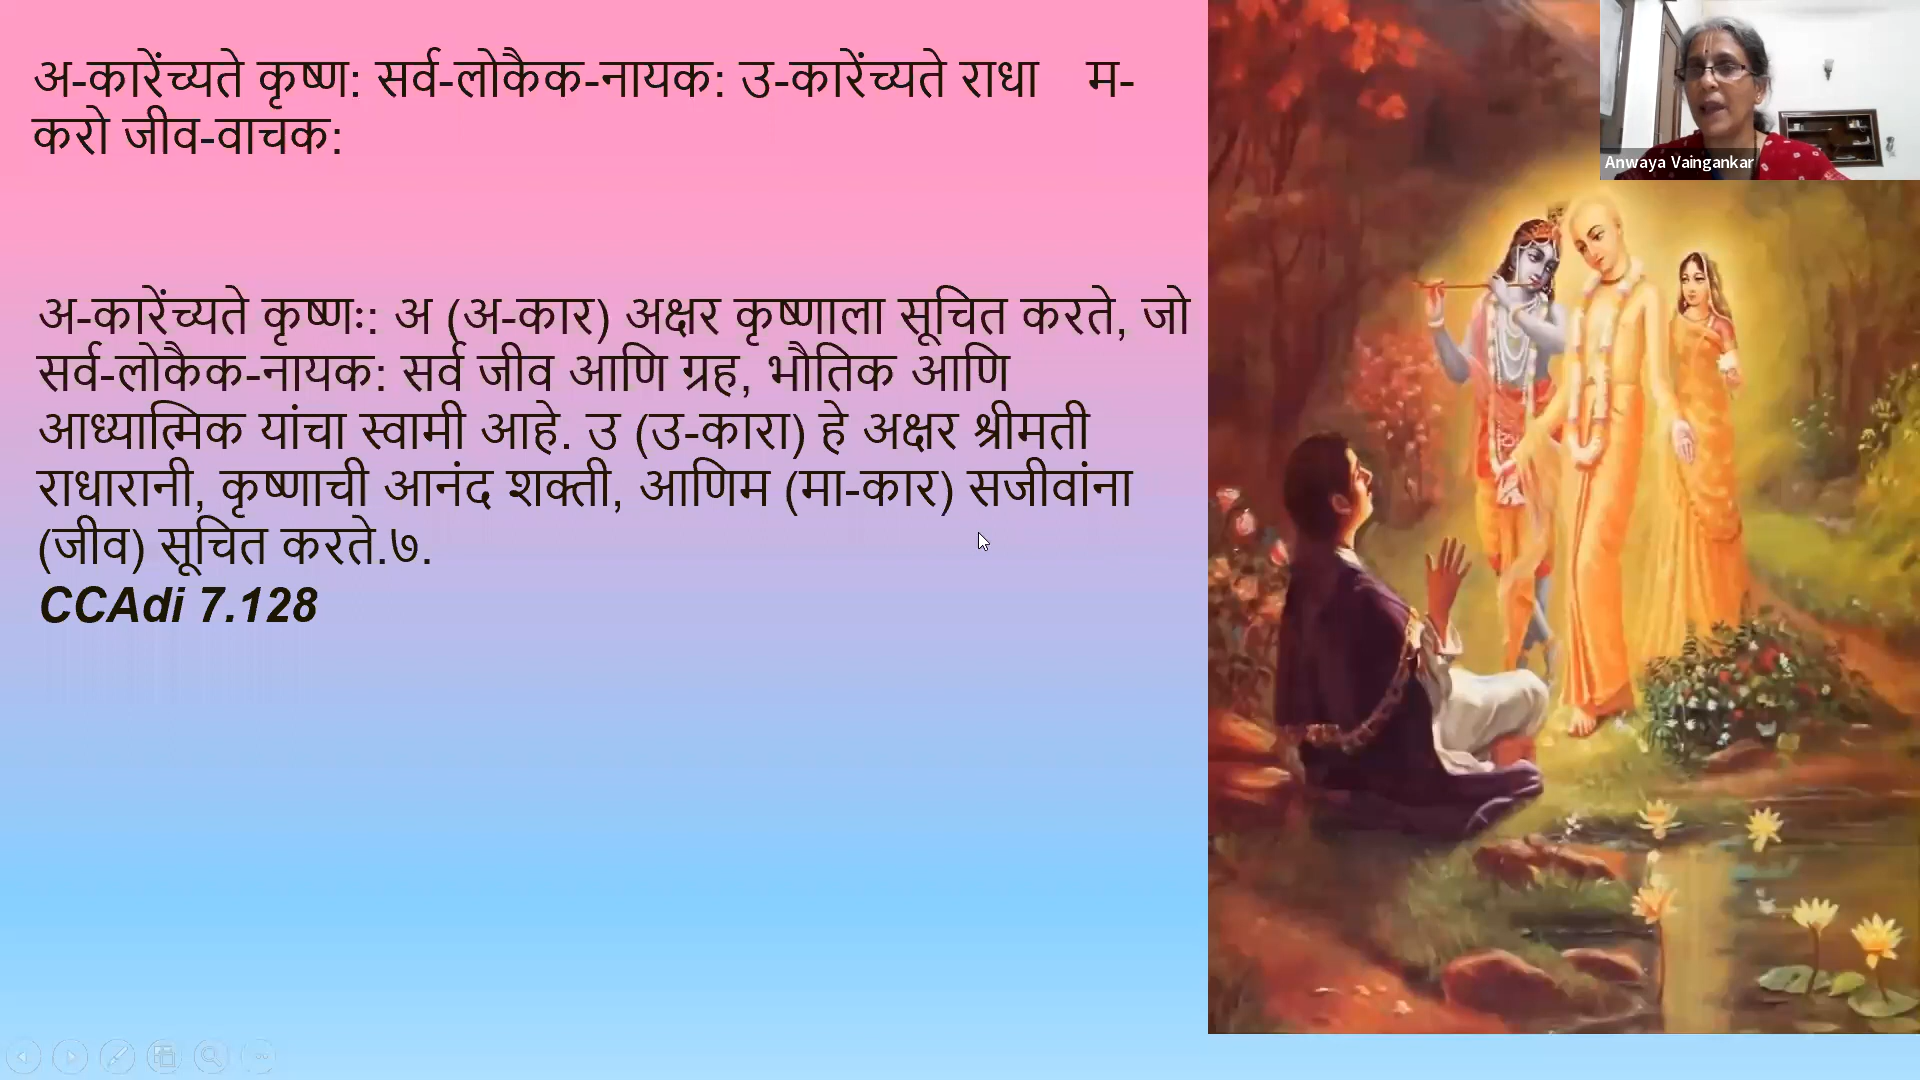 अ-कारेंच्यते कृष्ण: सर्व-लोकैक-नायक: उ-कारेंच्यते राधा म-
करो जीव-वाचक:
Anwaya Vaingankar
अ-कारेंच्यते कृष्णः: अ (अ-कार) अक्षर कृष्णाला सूचित करते, जो
सर्व-लोकैक-नायक: सर्व जीव आणि ग्रह, भौतिक आणि
आध्यात्मिक यांचा स्वामी आहे. उ (उ-कारा) हे अक्षर श्रीमती
राधारानी, कृष्णाची आनंद शक्ती, आणिम (मा-कार) सजीवांना
(जीव) सूचित करते.७.
CCAdi 7.128